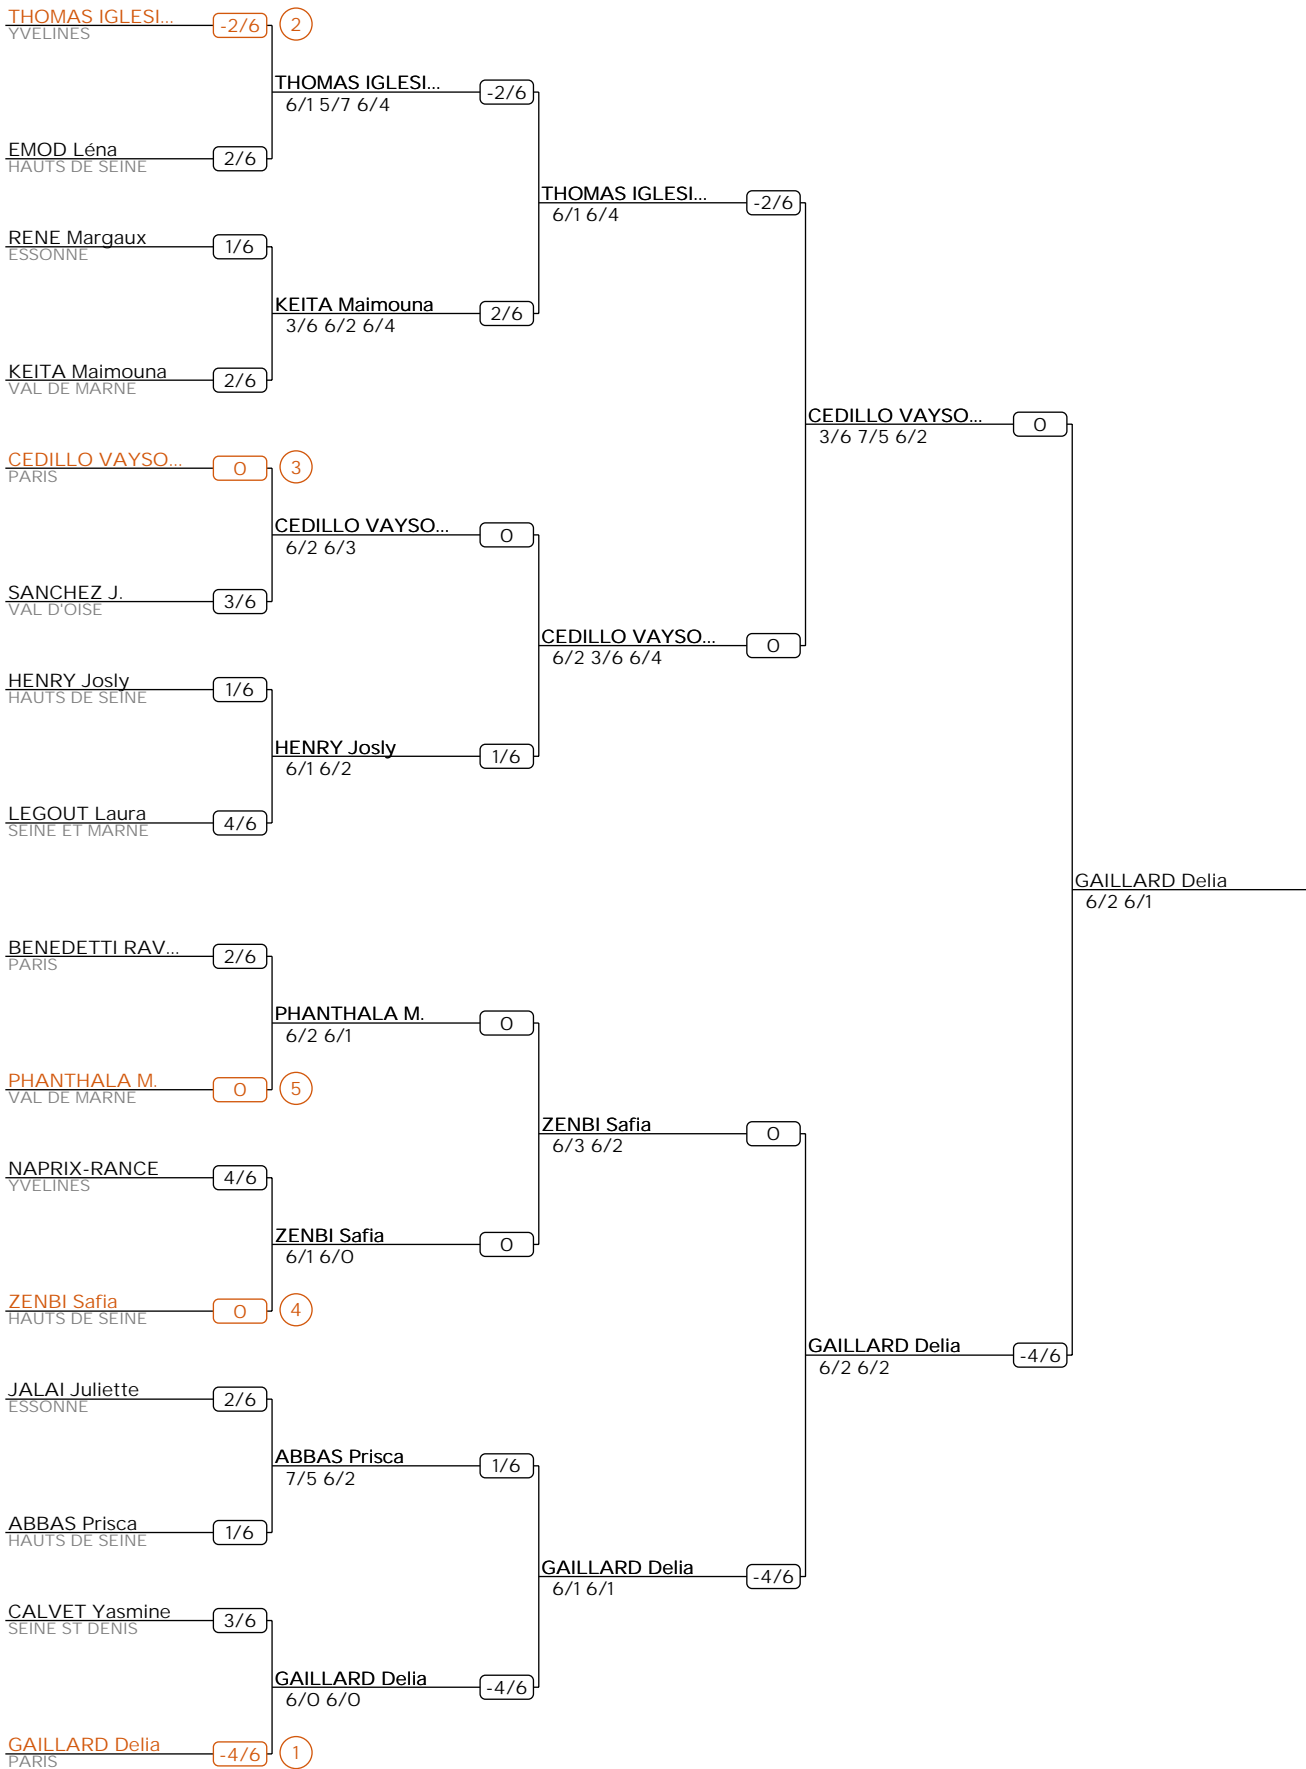 THOMAS IGLESI...
YVELINES
-2/6
2
THOMAS IGLESI...
6/1 5/7 6/4
-2/6
EMOD Léna
HAUTS DE SEINE
2/6
THOMAS IGLESI...
6/1 6/4
-2/6
RENE Margaux
ESSONNE
1/6
KEITA Maimouna
3/6 6/2 6/4
2/6
KEITA Maimouna
VAL DE MARNE
2/6
CEDILLO VAYSO...
3/6 7/5 6/2
0
CEDILLO VAYSO...
PARIS
0
3
CEDILLO VAYSO...
6/2 6/3
0
SANCHEZ J.
VAL D'OISE
3/6
CEDILLO VAYSO...
6/2 3/6 6/4
0
HENRY Josly
HAUTS DE SEINE
1/6
HENRY Josly
6/1 6/2
1/6
LEGOUT Laura
SEINE ET MARNE
4/6
GAILLARD Delia
6/2 6/1
BENEDETTI RAV...
PARIS
2/6
PHANTHALA M.
6/2 6/1
0
PHANTHALA M.
VAL DE MARNE
0
5
ZENBI Safia
6/3 6/2
0
NAPRIX-RANCE
YVELINES
4/6
ZENBI Safia
6/1 6/0
0
ZENBI Safia
HAUTS DE SEINE
0
4
GAILLARD Delia
6/2 6/2
-4/6
JALAI Juliette
ESSONNE
2/6
ABBAS Prisca
7/5 6/2
1/6
ABBAS Prisca
HAUTS DE SEINE
1/6
GAILLARD Delia
6/1 6/1
-4/6
CALVET Yasmine
SEINE ST DENIS
3/6
GAILLARD Delia
6/0 6/0
-4/6
GAILLARD Delia
PARIS
-4/6
1